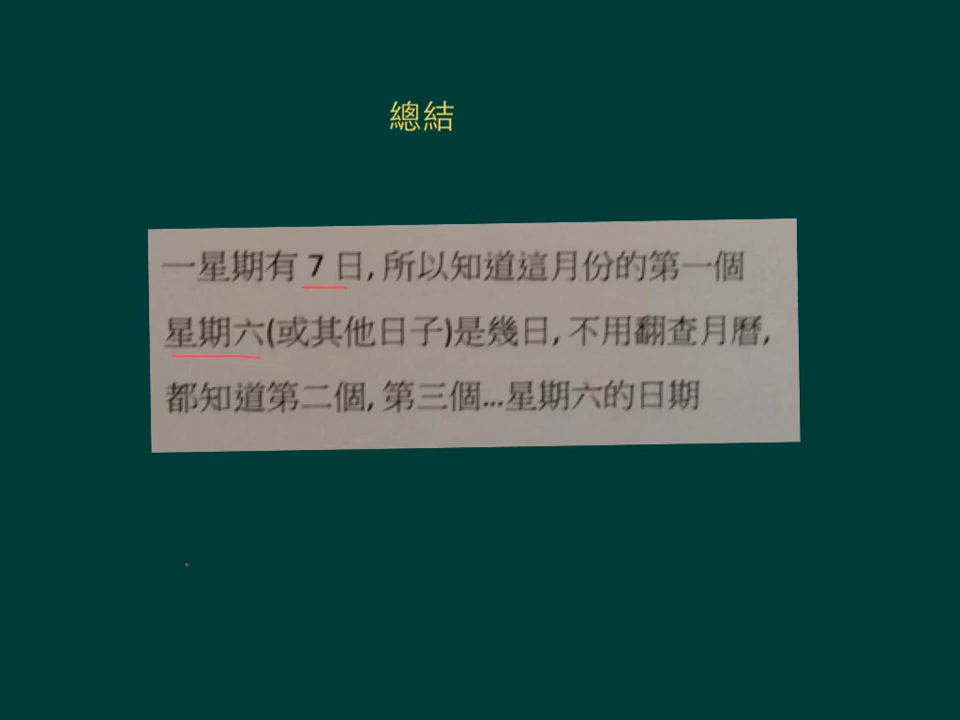 總結
一星期有 7 日, 所以知道這月份的第一個
星期六(或其他日子)是幾日, 不用翻查月曆,
都知道第二個, 第三個...星期六的日期